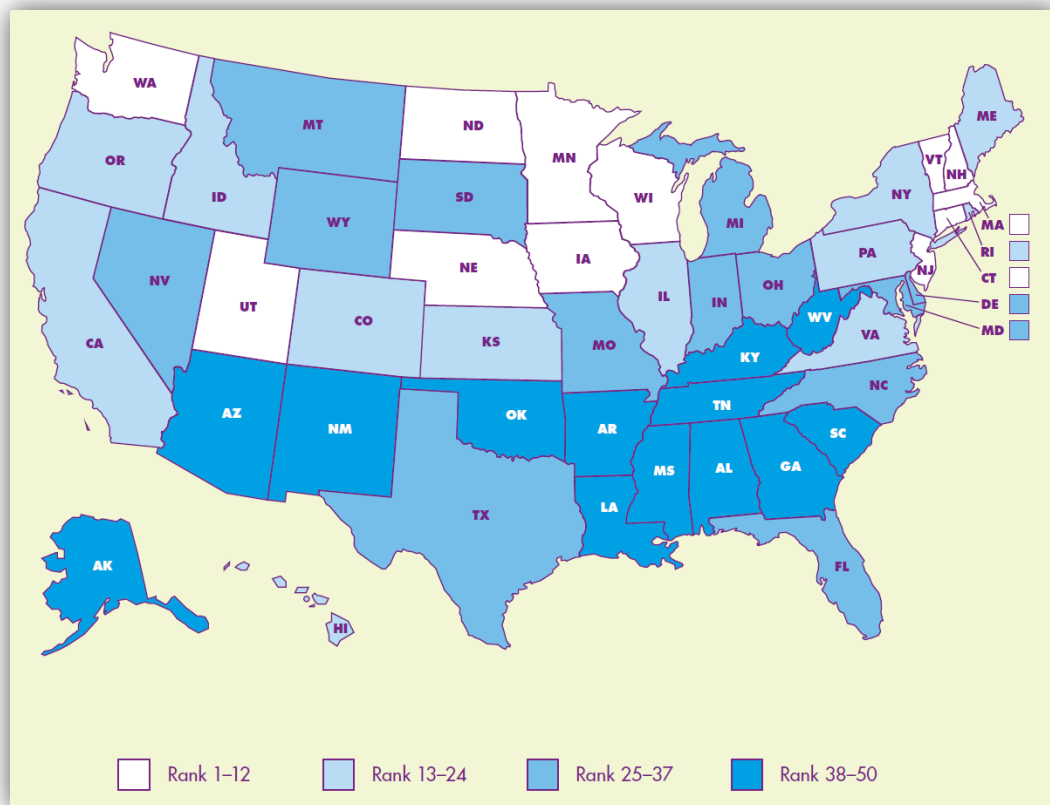 WA
MT
ND
MN
ME
OR
ID
SD
WI
VT
NH
NY
WY
MI
MA
RI
NE
IA
PA
NJ
CT
NV
UT
IL
IN
OH
DE
CO
KS
MO
WV
VA
MD
CA
KY
NC
AZ
NM
OK
AR
TN
SC
MS
AL
GA
LA
TX
AK
FL
HI
Rank 1–12
Rank 13–24
Rank 25–37
Rank 38–50